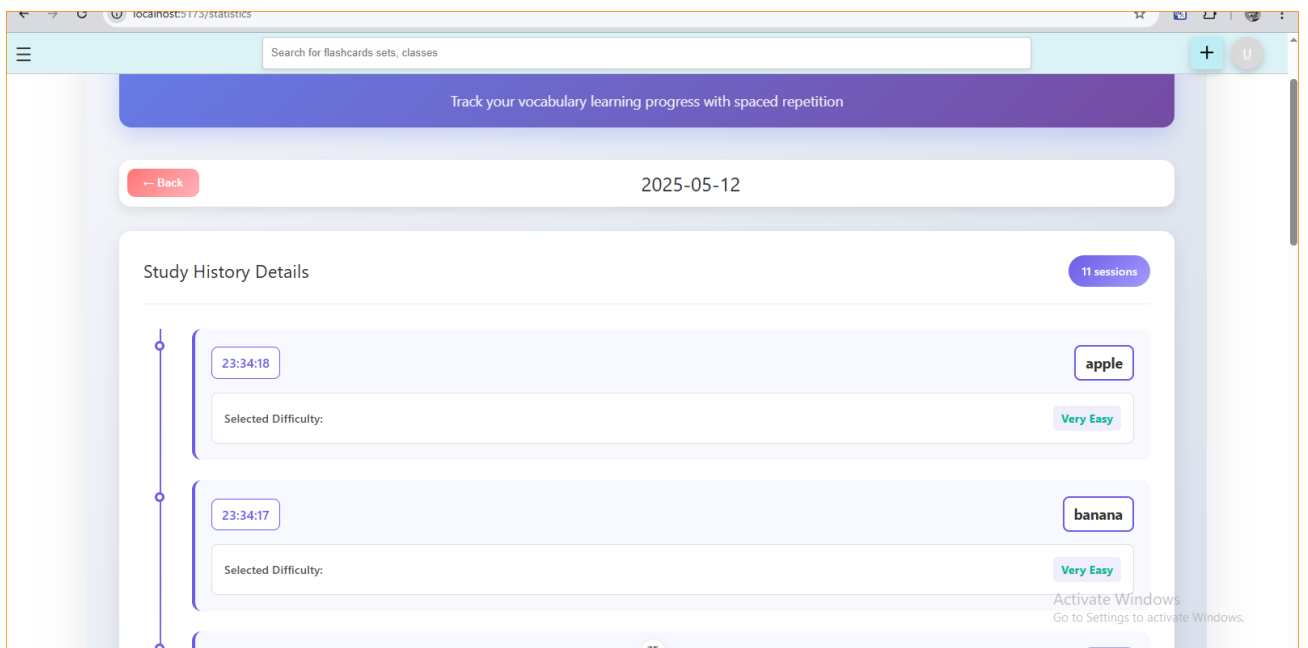 localhost:5173/statistics
Search for flashcards sets, classes
+
U
Track your vocabulary learning progress with spaced repetition
← Back
2025-05-12
Study History Details
11 sessions
23:34:18
apple
Selected Difficulty:
Very Easy
23:34:17
banana
Selected Difficulty:
Very Easy
Activate Windows
Go to Settings to activate Windows.